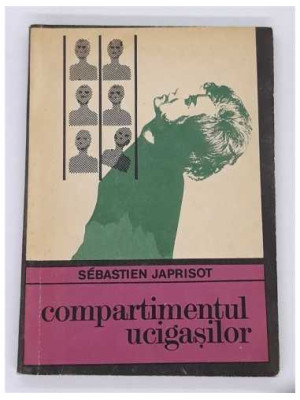 SÉBASTIEN JAPRISOT
compartimentul
ucigașilor